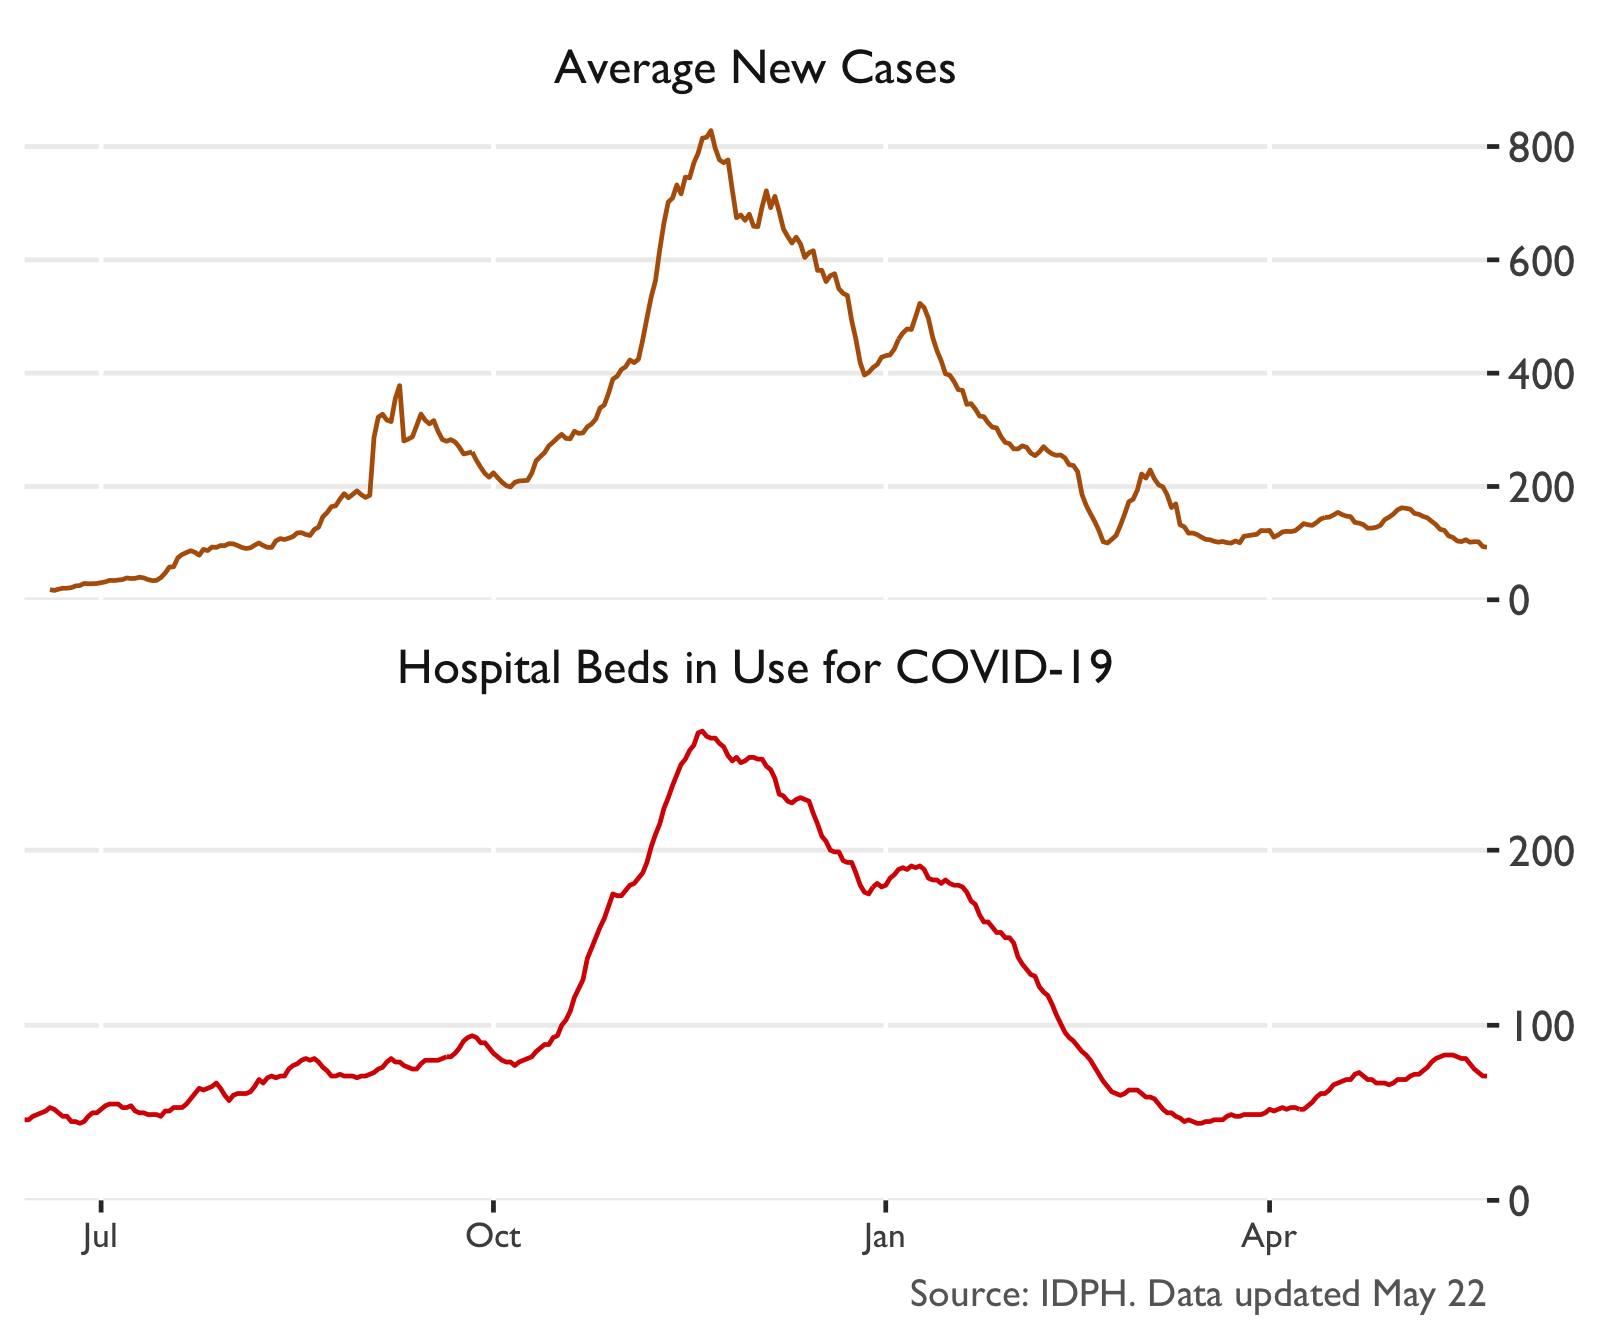 Average New Cases
800
600
400
200
0
Hospital Beds in Use for COVID-19
200
100
0
Jul Oct Jan Apr
Source: IDPH. Data updated May 22